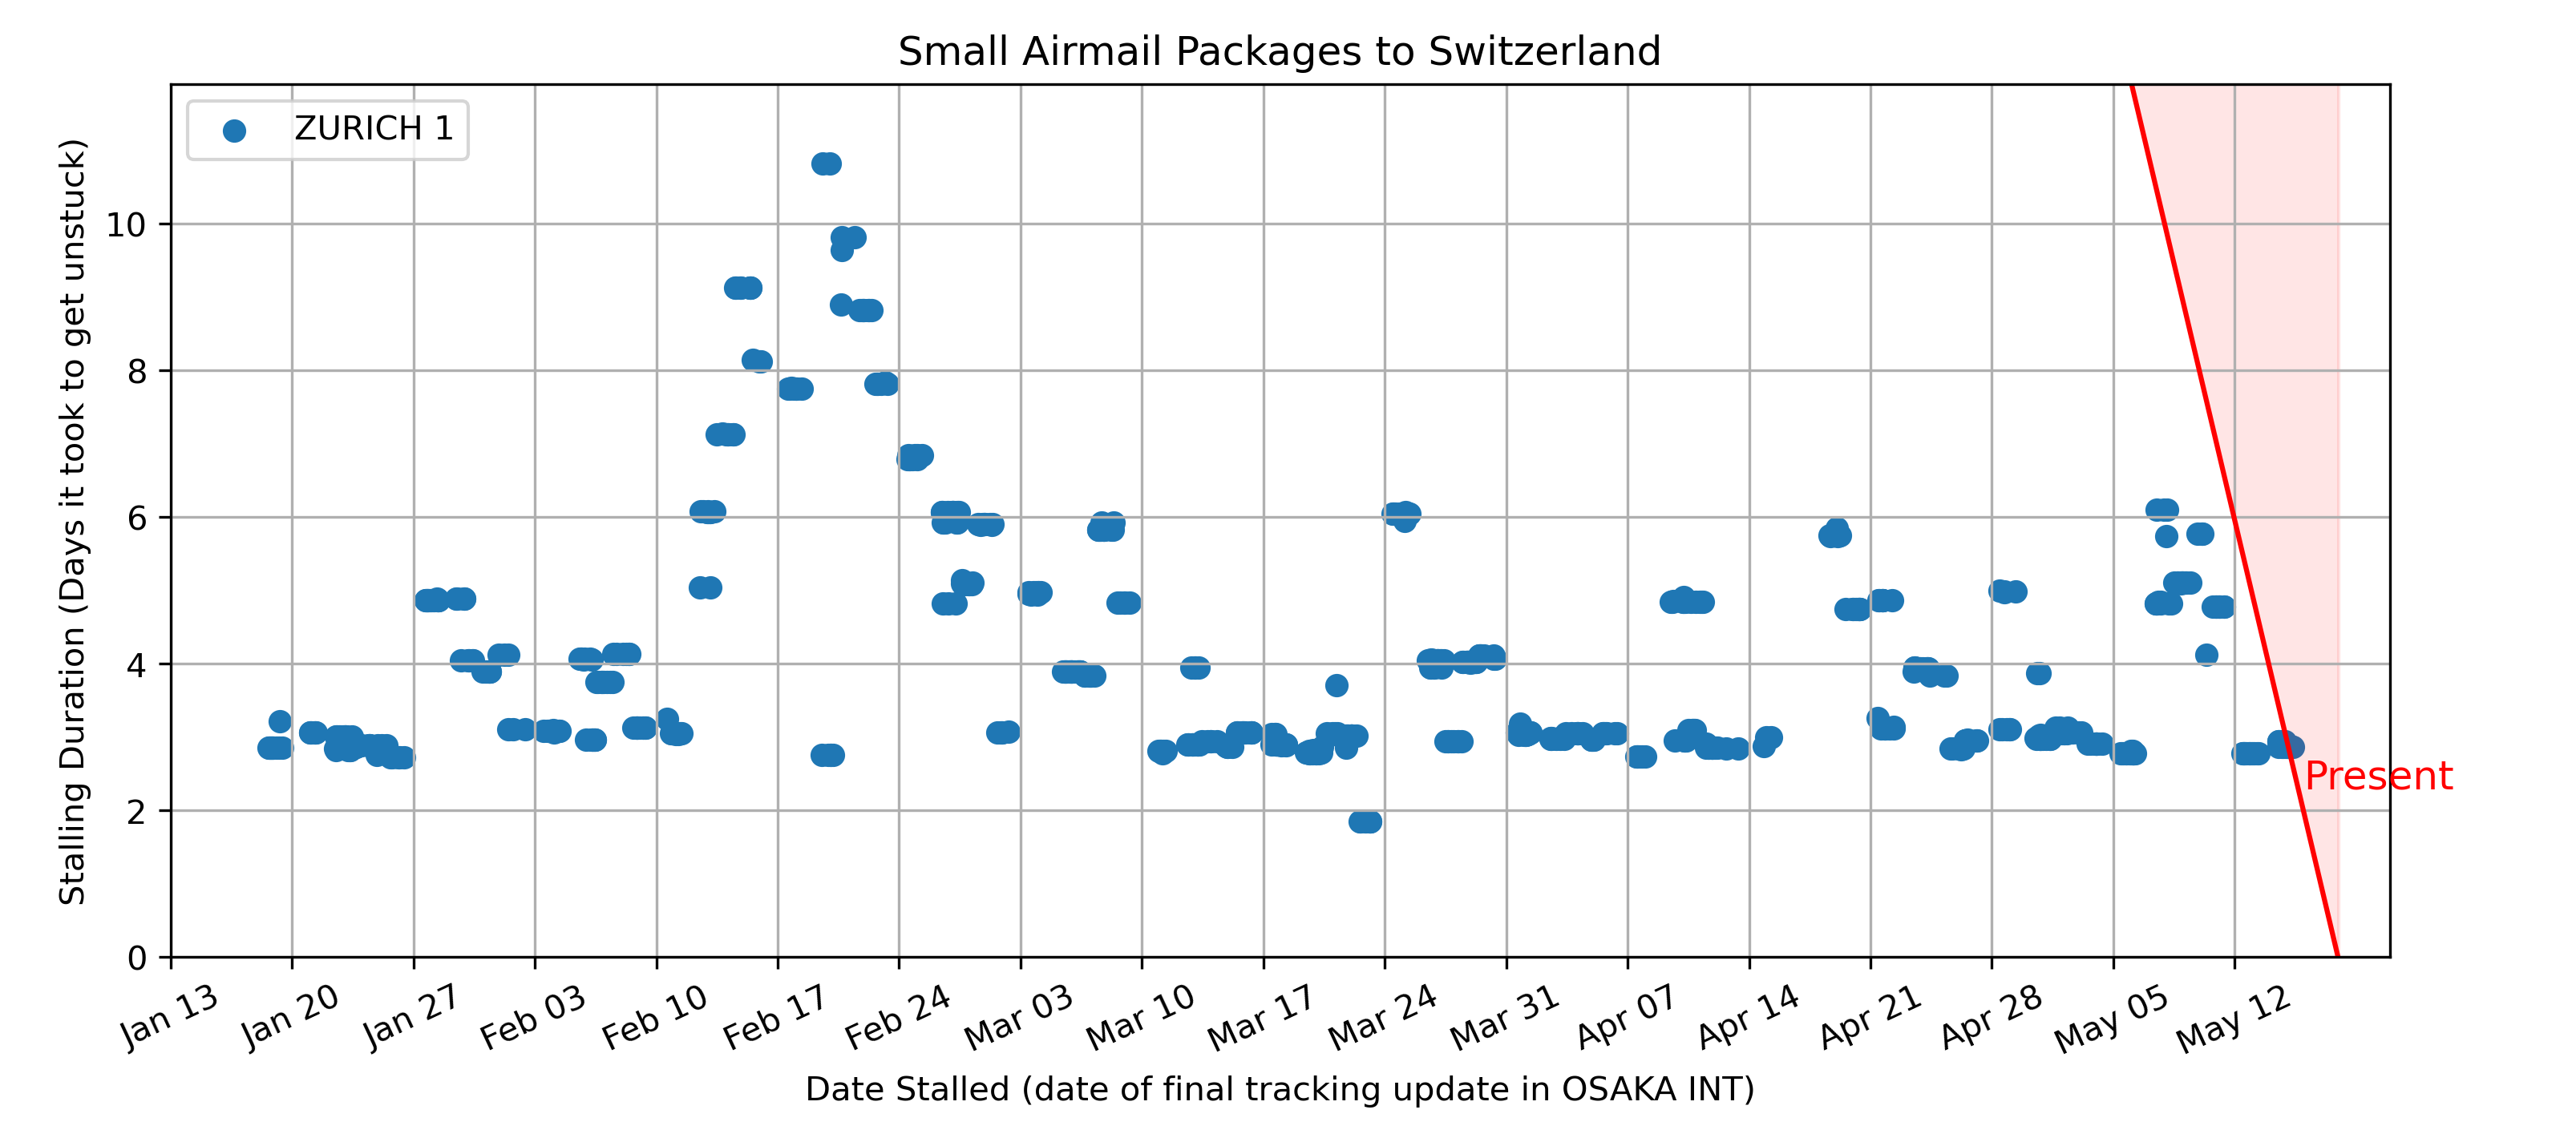 Small Airmail Packages to Switzerland
ZURICH 1
Stalling Duration (Days it took to get unstuck)
10
8
6
4
2
0
Present
Jan 13
Jan 20
Jan 27
Feb 03
Feb 10
Feb 17
Feb 24
Mar 03
Mar 10
Mar 17
Mar 24
Mar 31
Apr 07
Apr 14
Apr 21
Apr 28
May 05
May 12
Date Stalled (date of final tracking update in OSAKA INT)